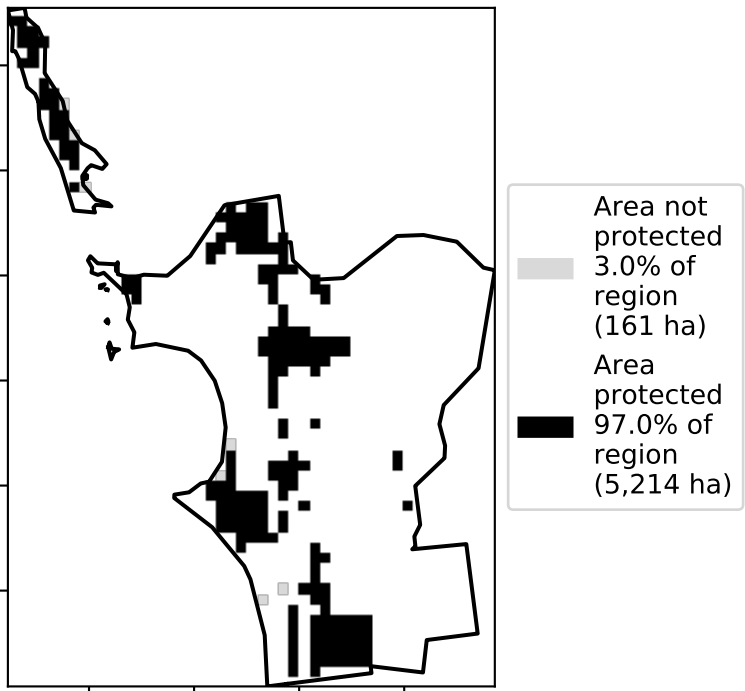 Area not
protected
3.0% of
region
(161 ha)
Area
protected
97.0% of
region
(5,214 ha)